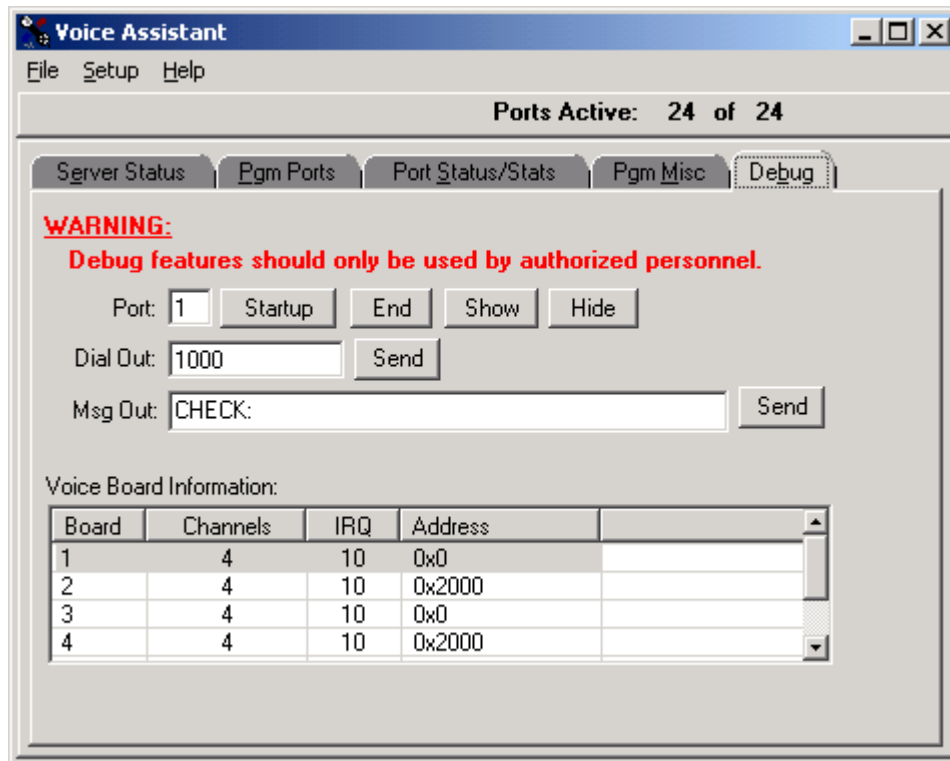 Voice Assistant
File Setup Help
Ports Active: 24 of 24
Server Status Pgm Ports Port Status/Stats Pgm Misc Debug
WARNING:
Debug features should only be used by authorized personnel.
Port: 1 Startup End Show Hide
Dial Out: 1000 Send
Msg Out: CHECK: Send
Voice Board Information:
Board Channels IRQ Address
1 4 10 0x0
2 4 10 0x2000
3 4 10 0x0
4 4 10 0x2000